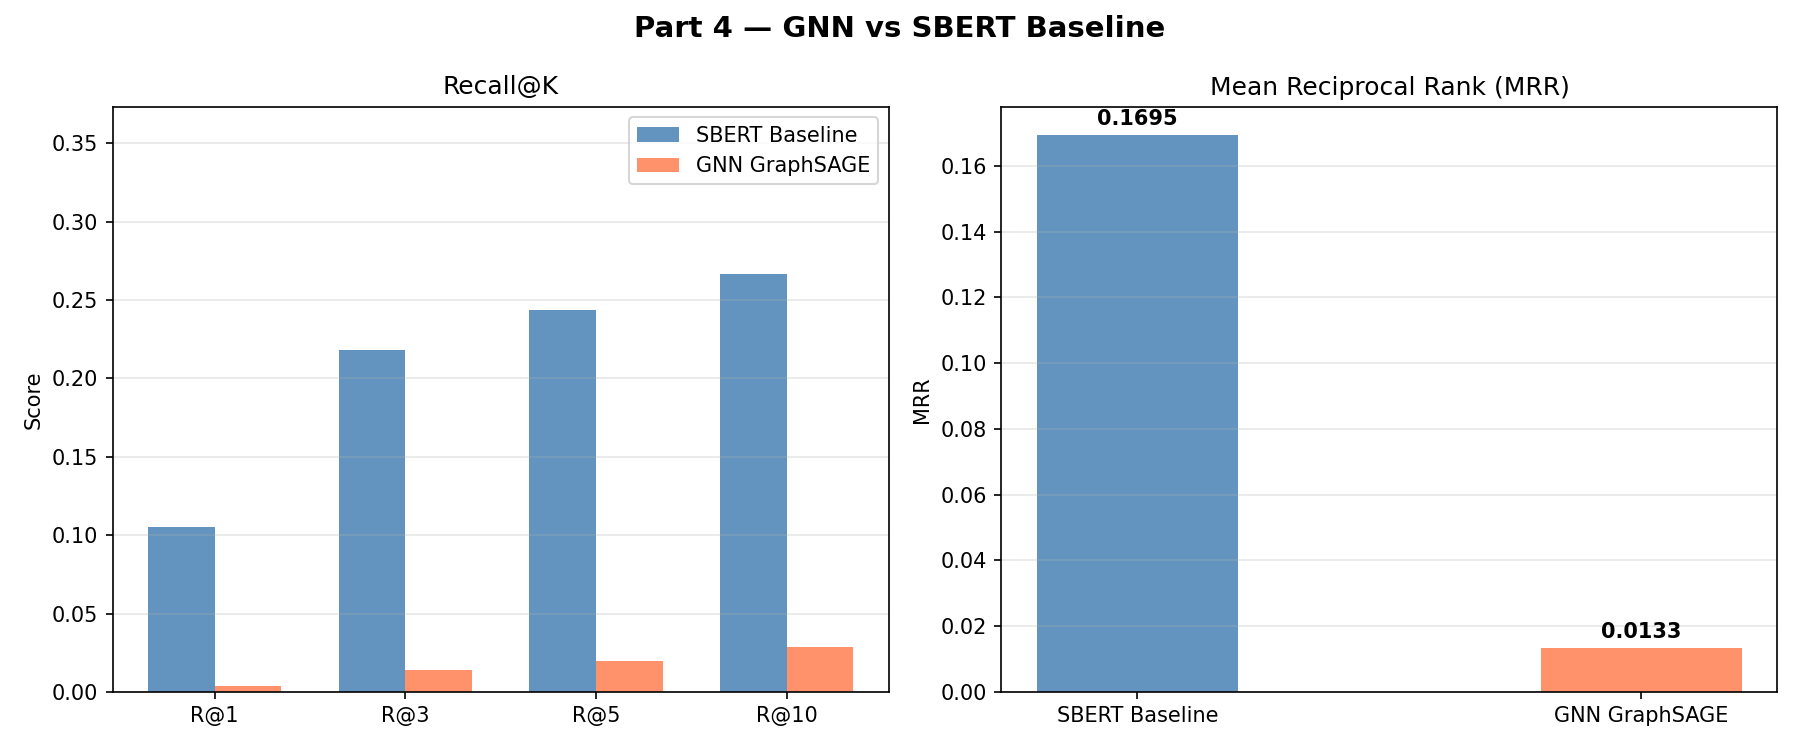 Part 4 — GNN vs SBERT Baseline
Recall@K
0.35
0.30
0.25
0.20
0.15
0.10
0.05
0.00
Score
SBERT Baseline
GNN GraphSAGE
R@1
R@3
R@5
R@10
Mean Reciprocal Rank (MRR)
0.16
0.14
0.12
0.10
0.08
0.06
0.04
0.02
0.00
MRR
0.1695
0.0133
SBERT Baseline
GNN GraphSAGE